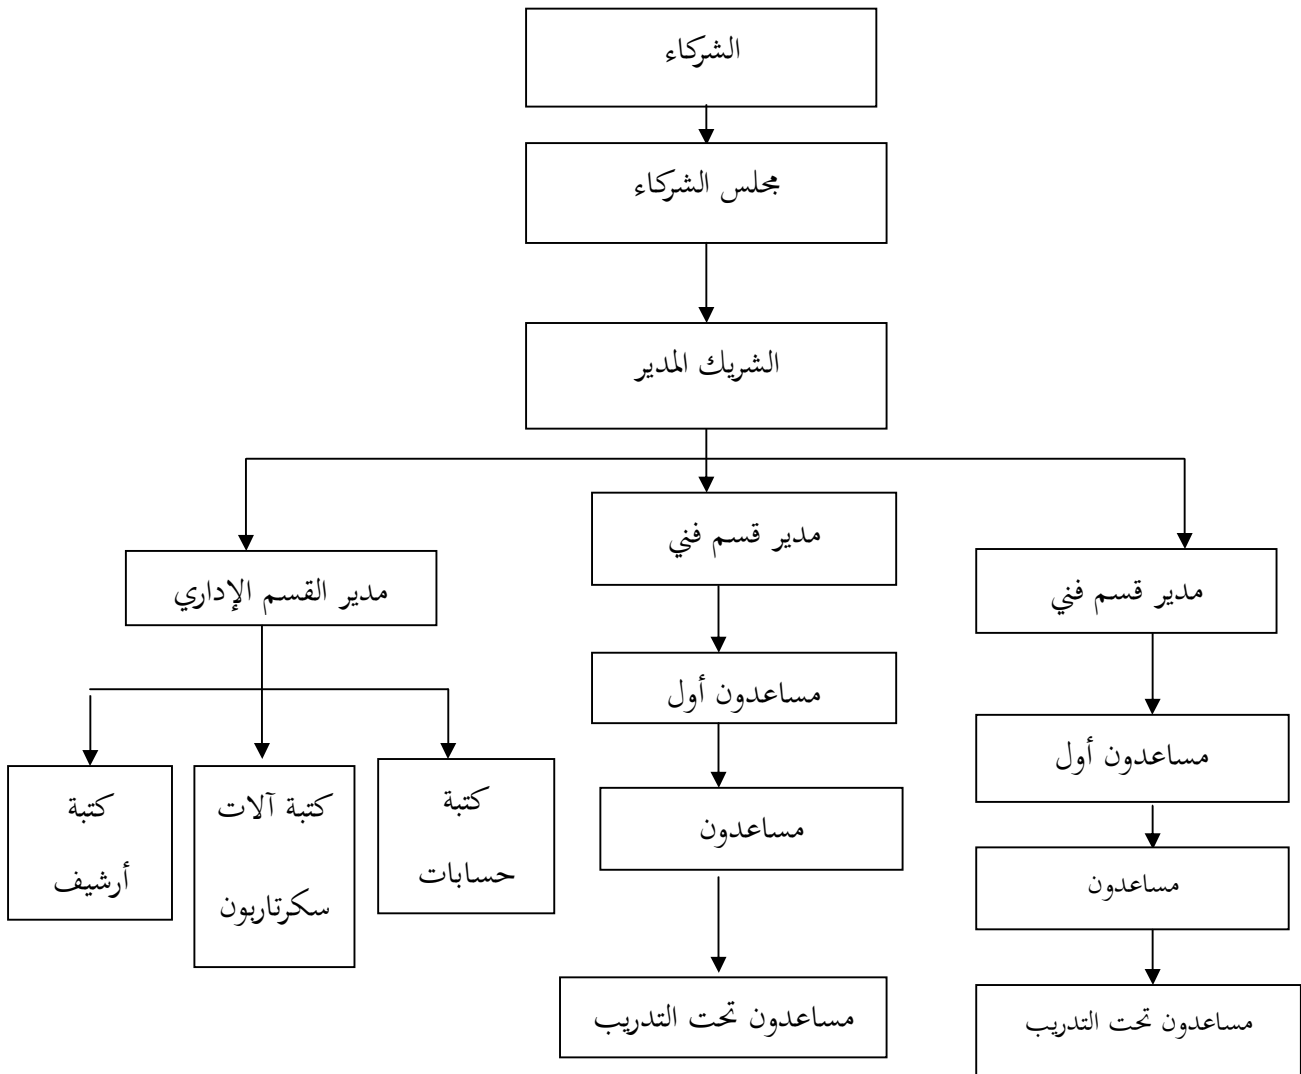 الشركاء
مجلس الشركاء
الشريك المدير
مدير قسم فني
مدير قسم فني
مدير القسم الإداري
مساعدون أول
مساعدون أول
مساعدون
مساعدون
مساعدون تحت التدريب
مساعدون تحت التدريب
كتبة
حسابات
كتبة آلات
سكرتاريون
كتبة
أرشيف